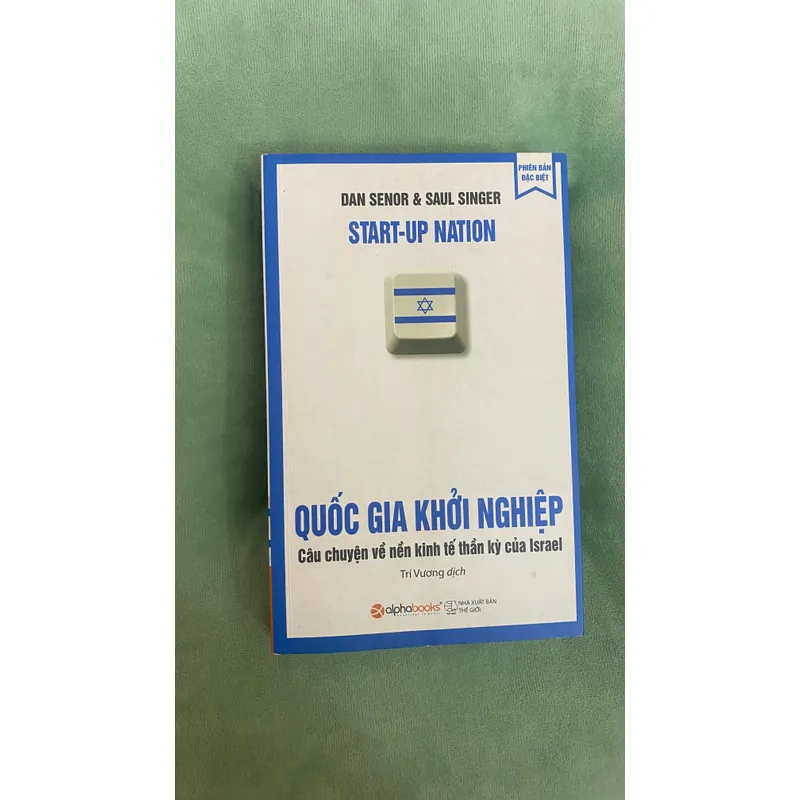 PHIÊN BẢN
ĐẶC BIỆT
DAN SENOR & SAUL SINGER
START-UP NATION
QUỐC GIA KHỞI NGHIỆP
Câu chuyện về nền kinh tế thần kỳ của Israel
Trí Vương dịch
alphabooks®
NHÀ XUẤT BẢN
THẾ GIỚI